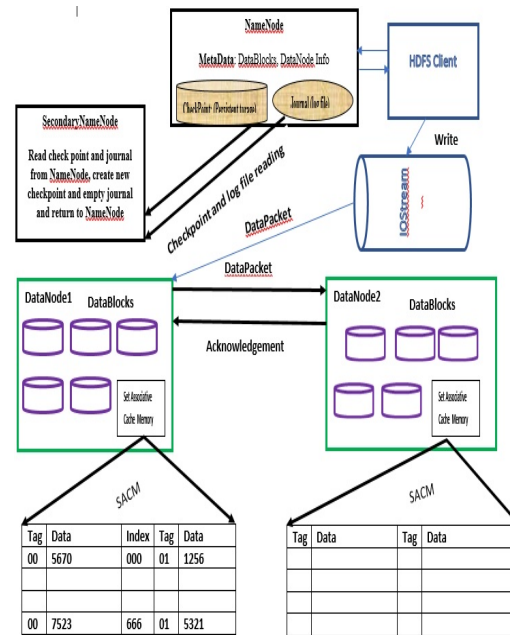 NameNode
MetaData: DataBlocks, DataNode Info
CheckPoint (Persistent
Journal (log file)
HDFS Client
Write
IOStream
SecondaryNameNode
Read check point and journal
from NameNode, create new
checkpoint and empty journal
and return to NameNode
Checkpoint and log file reading
DataPacket
DataPacket
Acknowledgement
DataNode1
DataBlocks
Set Associative
Cache Memory
DataNode2
DataBlocks
Set Associative
Cache Memory
SACM
SACM
Tag Data Index Tag Data
00 5670 000 01 1256
00 7523 666 01 5321
Tag Data Tag Data